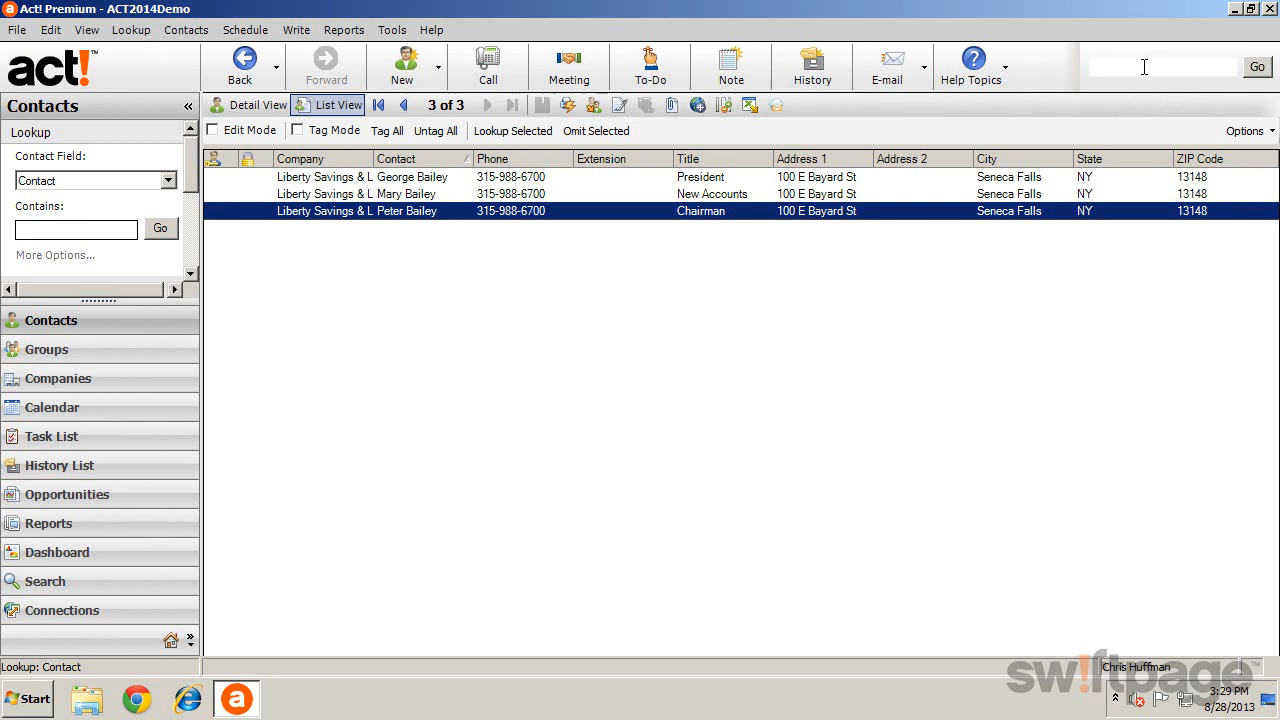 Act! Premium - ACT2014Demo
File Edit View Lookup Contacts Schedule Write Reports Tools Help
act!™
Back Forward New Call Meeting To-Do Note History E-mail Help Topics Go
Contacts «
Detail View List View 3 of 3
Lookup
Edit Mode Tag Mode Tag All Untag All Lookup Selected Omit Selected Options
Contact Field:
Contact
Contains:
Go
More Options...
Company Contact Phone Extension Title Address 1 Address 2 City State ZIP Code
Liberty Savings & L George Bailey 315-988-6700 President 100 E Bayard St Seneca Falls NY 13148
Liberty Savings & L Mary Bailey 315-988-6700 New Accounts 100 E Bayard St Seneca Falls NY 13148
Liberty Savings & L Peter Bailey 315-988-6700 Chairman 100 E Bayard St Seneca Falls NY 13148
Contacts
Groups
Companies
Calendar
Task List
History List
Opportunities
Reports
Dashboard
Search
Connections
Lookup: Contact
Chris Huffman
sw!ftpage™
Start
a
3:29 PM
8/28/2013